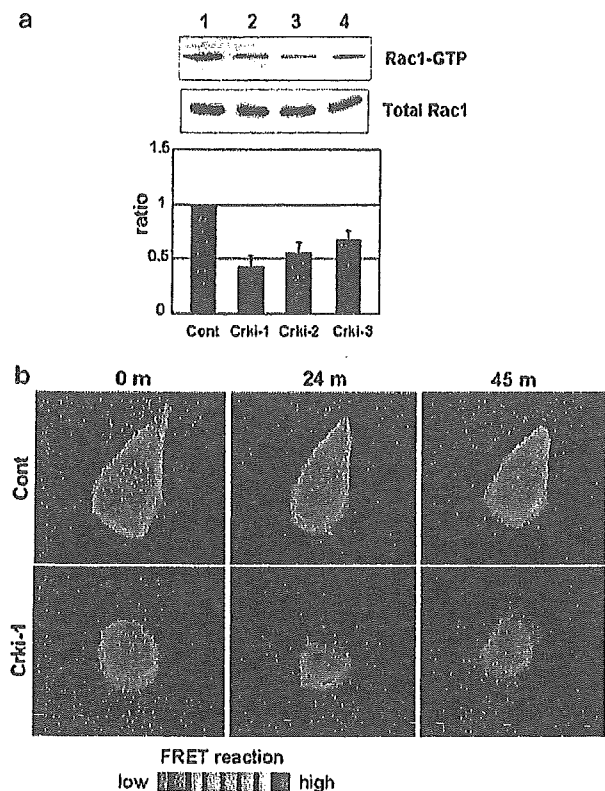 a
1 2 3 4
Rac1-GTP
Total Rac1
1.5
1
0.5
0
ratio
Cont Crki-1 Crki-2 Crki-3
b
0 m 24 m 45 m
Cont
Crki-1
FRET reaction
low high